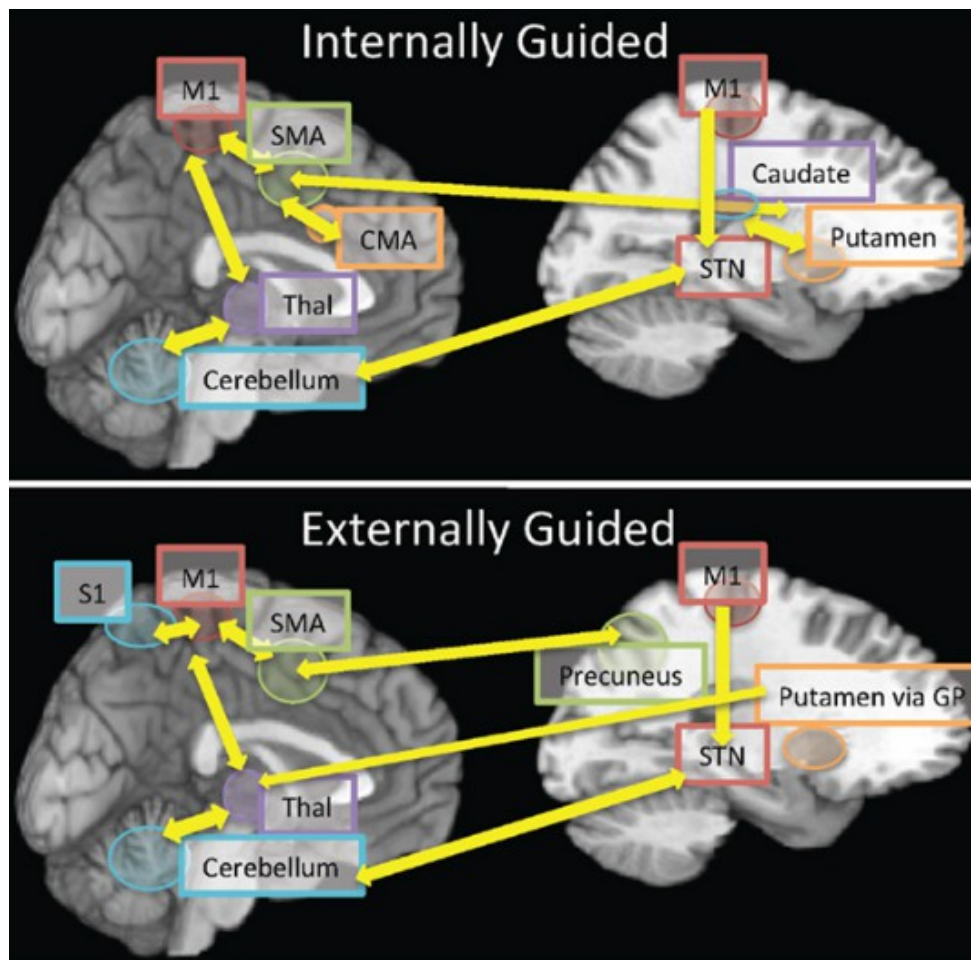 Internally Guided
M1
SMA
CMA
Thal
Cerebellum
M1
Caudate
Putamen
STN
Externally Guided
S1
M1
SMA
Thal
Cerebellum
M1
Precuneus
Putamen via GP
STN